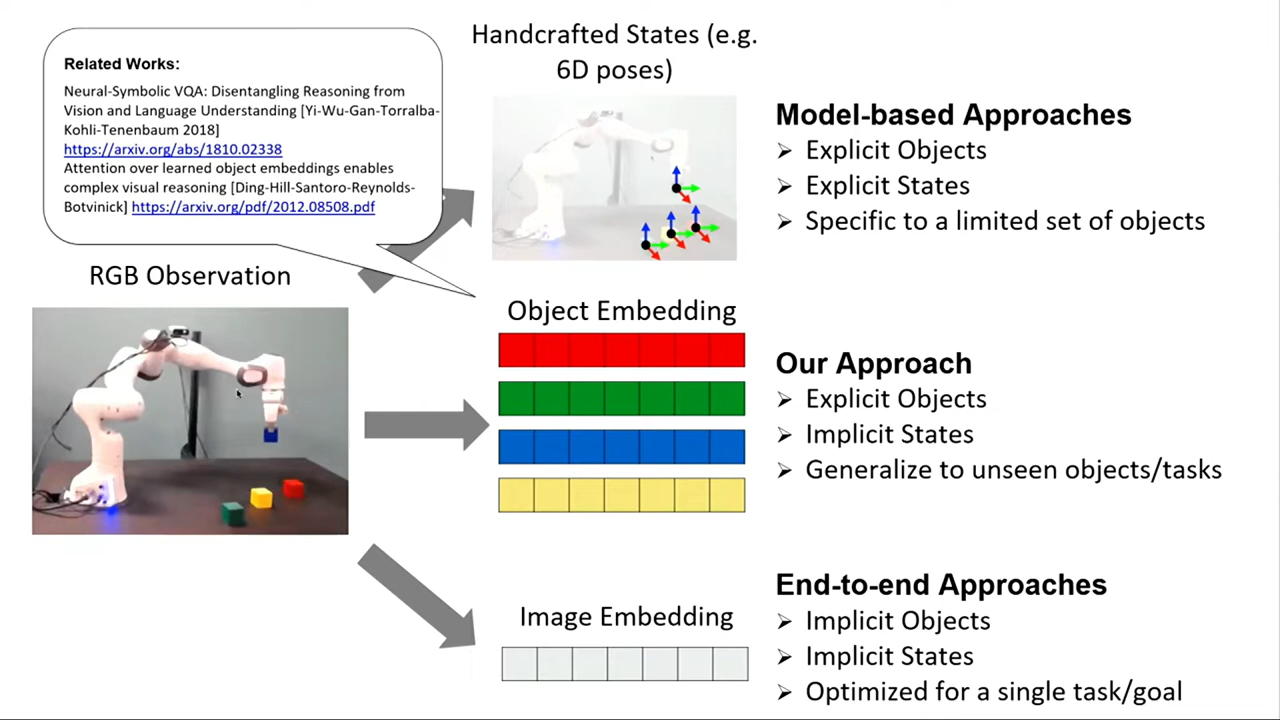 Related Works:
Neural-Symbolic VQA: Disentangling Reasoning from
Vision and Language Understanding [Yi-Wu-Gan-Torralba-
Kohli-Tenenbaum 2018]
https://arxiv.org/abs/1810.02338
Attention over learned object embeddings enables
complex visual reasoning [Ding-Hill-Santoro-Reynolds-
Botvinick] https://arxiv.org/pdf/2012.08508.pdf
RGB Observation
Handcrafted States (e.g.
6D poses)
Model-based Approaches
➢ Explicit Objects
➢ Explicit States
➢ Specific to a limited set of objects
Object Embedding
Our Approach
➢ Explicit Objects
➢ Implicit States
➢ Generalize to unseen objects/tasks
Image Embedding
End-to-end Approaches
➢ Implicit Objects
➢ Implicit States
➢ Optimized for a single task/goal